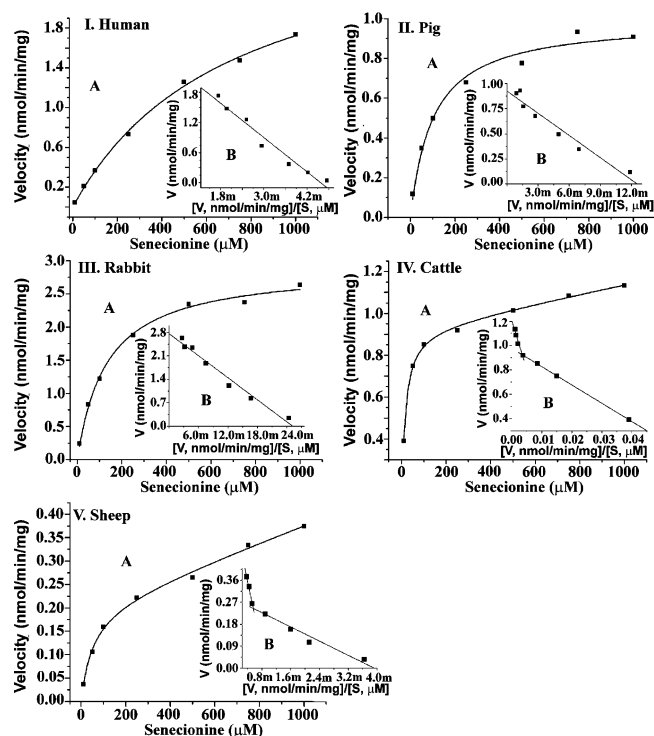 I. Human
A
Velocity (nmol/min/mg)
1.8
1.4
1.0
0.6
0.2
0 200 400 600 800 1000
Senecionine (μM)
V (nmol/min/mg)
1.80
1.35
0.90
0.45
0.00
B
1.8m 3.0m 4.2m
[V, nmol/min/mg]/[S, μM]
II. Pig
A
Velocity (nmol/min/mg)
1.0
0.8
0.6
0.4
0.2
0.0
0 200 400 600 800 1000
Senecionine (μM)
V (nmol/min/mg)
1.00
0.75
0.50
0.25
0.00
B
3.0m 6.0m 9.0m 12.0m
[V, nmol/min/mg]/[S, μM]
III. Rabbit
A
Velocity (nmol/min/mg)
3.0
2.5
2.0
1.5
1.0
0.5
0.0
0 200 400 600 800 1000
Senecionine (μM)
V (nmol/min/mg)
2.8
2.1
1.4
0.7
0.0
B
6.0m 12.0m 18.0m 24.0m
[V, nmol/min/mg]/[S, μM]
IV. Cattle
A
Velocity (nmol/min/mg)
1.2
1.0
0.8
0.6
0.4
0 200 400 600 800 1000
Senecionine (μM)
V (nmol/min/mg)
1.2
1.0
0.8
0.6
0.4
0.2
B
0.00 0.01 0.02 0.03 0.04
[V, nmol/min/mg]/[S, μM]
V. Sheep
A
Velocity (nmol/min/mg)
0.40
0.35
0.30
0.25
0.20
0.15
0.10
0.05
0.00
0 200 400 600 800 1000
Senecionine (μM)
V (nmol/min/mg)
0.36
0.27
0.18
0.09
0.00
B
0.8m 1.6m 2.4m 3.2m 4.0m
[V, nmol/min/mg]/[S, μM]